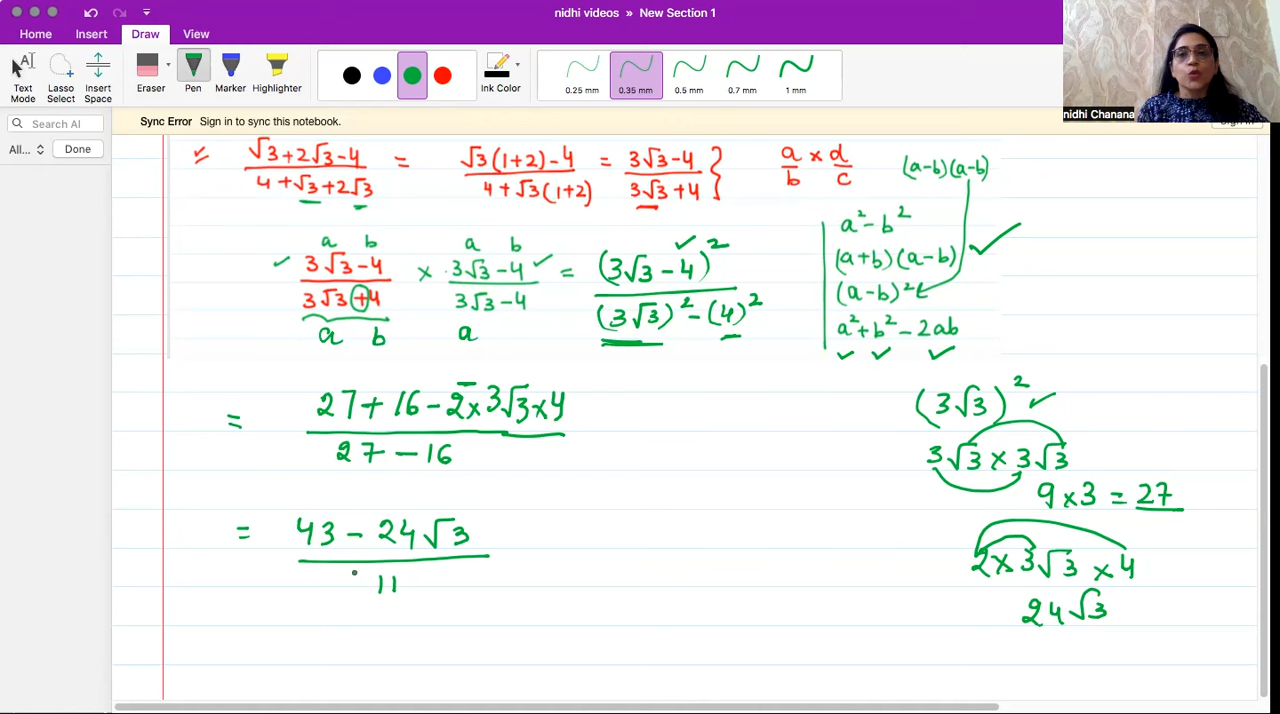 nidhi videos » New Section 1
Home Insert Draw View
Text Mode Lasso Select Insert Space Eraser Pen Marker Highlighter Ink Color 0.25 mm 0.35 mm 0.5 mm 0.7 mm 1 mm
nidhi Chanana
Search Al
Sync Error Sign in to sync this notebook.
All... Done
(√3+2√3-4)/(4+√3+2√3) = (√3(1+2)-4)/(4+√3(1+2)) = (3√3-4)/(3√3+4) }
a/b × d/c
(a-b)(a-b)
a b a b
(3√3-4)/(3√3+4) × (3√3-4)/(3√3-4) = (3√3-4)²/((3√3)²-(4)²)
a b a
a²-b²
(a+b)(a-b)
(a-b)²
a²+b²-2ab
= (27+16-2×3√3×4)/(27-16)
(3√3)²
3√3×3√3
9×3=27
= (43-24√3)/11
2×3√3×4
24√3